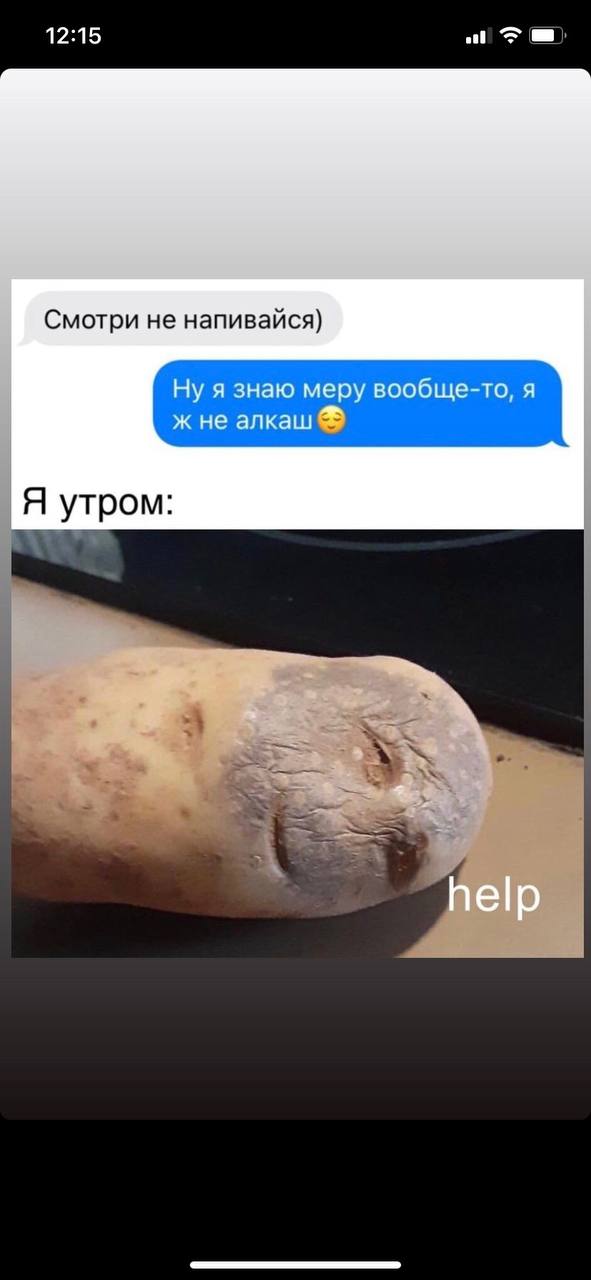 12:15
Смотри не напивайся)
Ну я знаю меру вообще-то, я
ж не алкаш😌
Я утром:
help